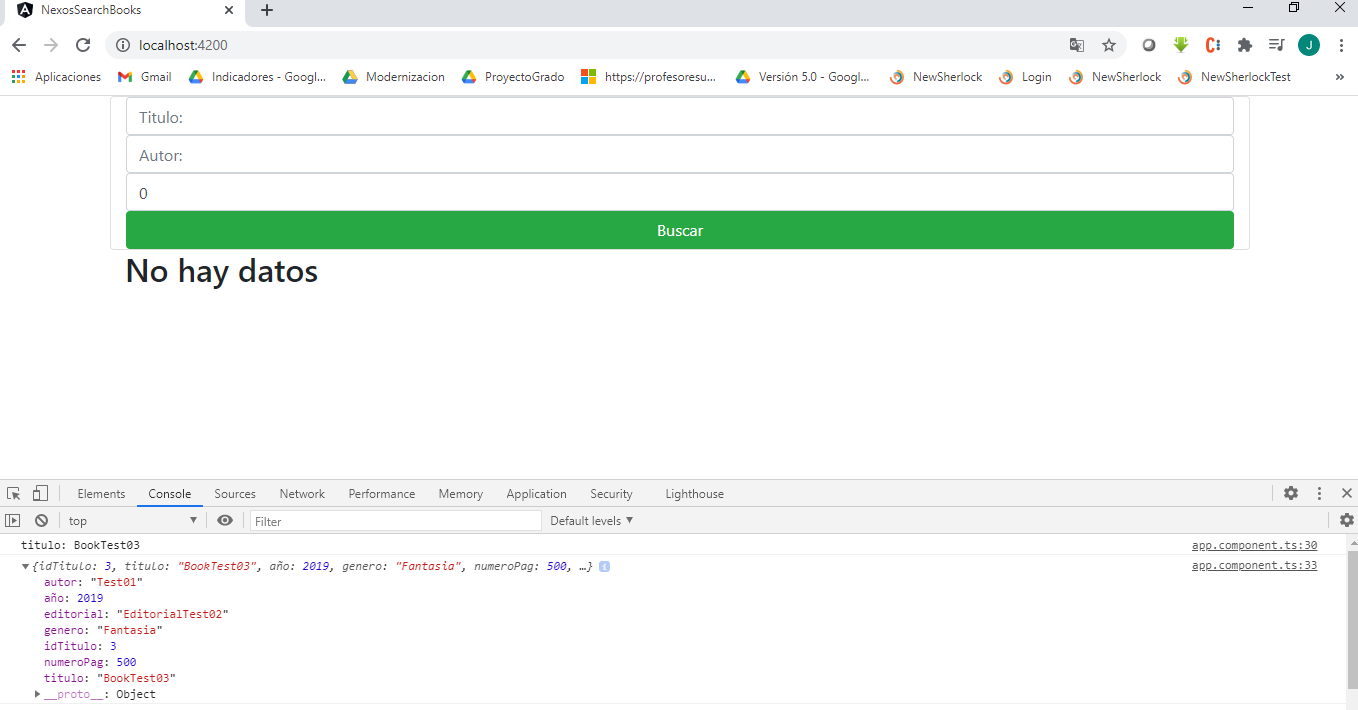 NexosSearchBooks
localhost:4200
J
Aplicaciones Gmail Indicadores - Googl... Modernizacion ProyectoGrado https://profesoresu... Versión 5.0 - Googl... NewSherlock Login NewSherlock NewSherlockTest »
Titulo:
Autor:
0
Buscar
No hay datos
Elements Console Sources Network Performance Memory Application Security Lighthouse
top Filter Default levels
titulo: BookTest03 app.component.ts:30
{idTitulo: 3, titulo: "BookTest03", año: 2019, genero: "Fantasia", numeroPag: 500, …} i app.component.ts:33
autor: "Test01"
año: 2019
editorial: "EditorialTest02"
genero: "Fantasia"
idTitulo: 3
numeroPag: 500
titulo: "BookTest03"
__proto__: Object